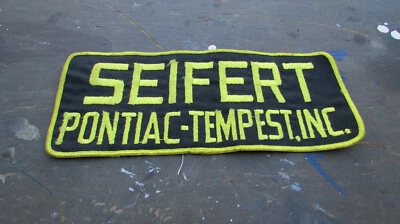 SEIFERT
PONTIAC-TEMPEST, INC.